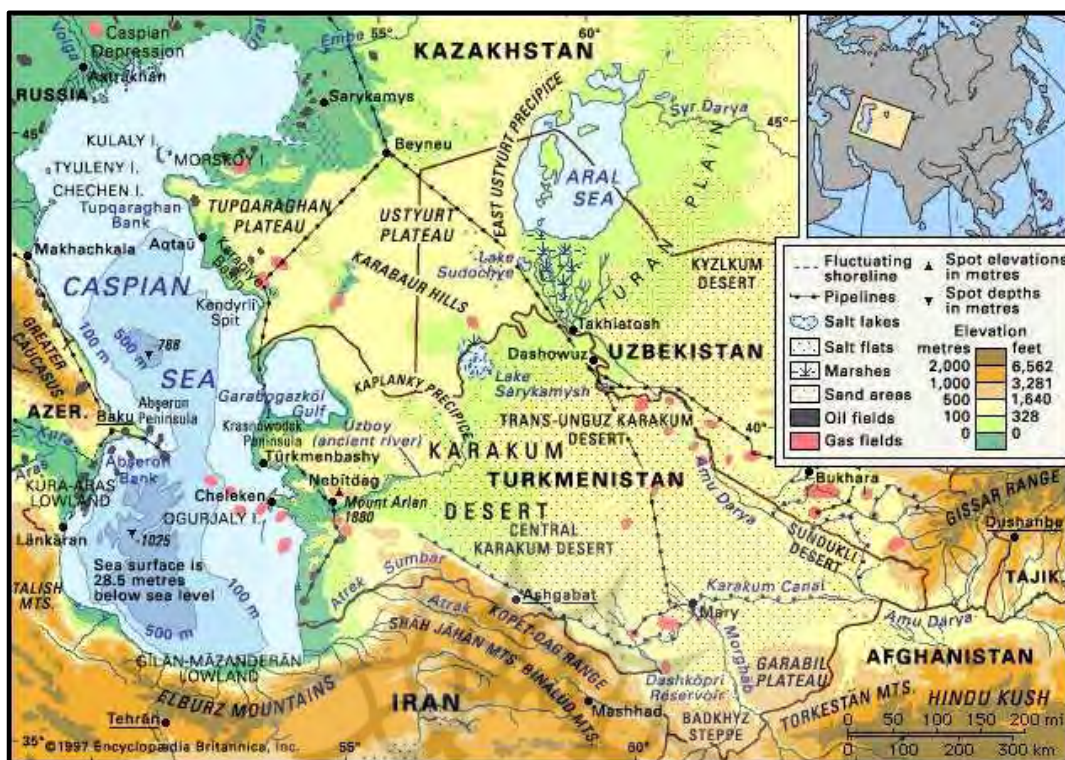 Volga
Caspian
Depression
Astrakhan
RUSSIA
Ural
Embe
55°
KAZAKHSTAN
60°
Sarykamys
45°
Beyneu
EAST USTYURT PRECIPICE
Syr Darya
45°
KULALY I.
MORSKOY I.
TYULENY I.
CHECHEN I.
Tupqaraghan
Bank
TUPQARAGHAN
PLATEAU
USTYURT
PLATEAU
ARAL
SEA
TURAN PLAIN
Makhachkala
Aqtaū
Lake
Sudochye
KARABAUR HILLS
KYZLKUM
DESERT
CASPIAN
SEA
Kendyrli
Spit
100 m
500 m
768
GREATER
CAUCASUS
Takhiatosh
Dashowuz
UZBEKISTAN
Lake
Sarykamysh
KAPLANKY PRECIPICE
Garabogazköl
Gulf
AZER.
Baku
Abşeron
Peninsula
Krasnowodsk
Peninsula
Uzboy
(ancient river)
TRANS-UNGUZ KARAKUM
DESERT
40°
Kura
Aras
Abşeron
Bank
Türkmenbashy
KARAKUM
DESERT
TURKMENISTAN
Amu Darya
Bukhara
KURA-ARAS
LOWLAND
Nebitdag
Cheleken
Mount Arlan
1880
OGURJALY I.
CENTRAL
KARAKUM DESERT
SUNDUKLI
DESERT
GISSAR RANGE
Dushanbe
Länkäran
1025
Sea surface is
28.5 metres
below sea level
100 m
500 m
TALISH
MTS.
Atrek
Sumbar
Atrak
Ashgabat
Karakum Canal
Mary
TAJIK.
Amu Darya
KOPET-DAG RANGE
SHAH JAHAN MTS.
BINALUD MTS.
Morghab
GARABIL
PLATEAU
AFGHANISTAN
GĪLĀN-MĀZANDERĀN
LOWLAND
ELBURZ MOUNTAINS
IRAN
Dashköpri
Reservoir
TORKESTĀN MTS.
HINDU KUSH
Tehrān
Mashhad
BADKHYZ
STEPPE
35°
©1997 Encyclopædia Britannica, Inc.
55°
60°
0 50 100 150 200 mi
0 100 200 300 km
Fluctuating
shoreline
Pipelines
Salt lakes
Salt flats
Marshes
Sand areas
Oil fields
Gas fields
Spot elevations
in metres
Spot depths
in metres
Elevation
metres feet
2,000 6,562
1,000 3,281
500 1,640
100 328
0 0